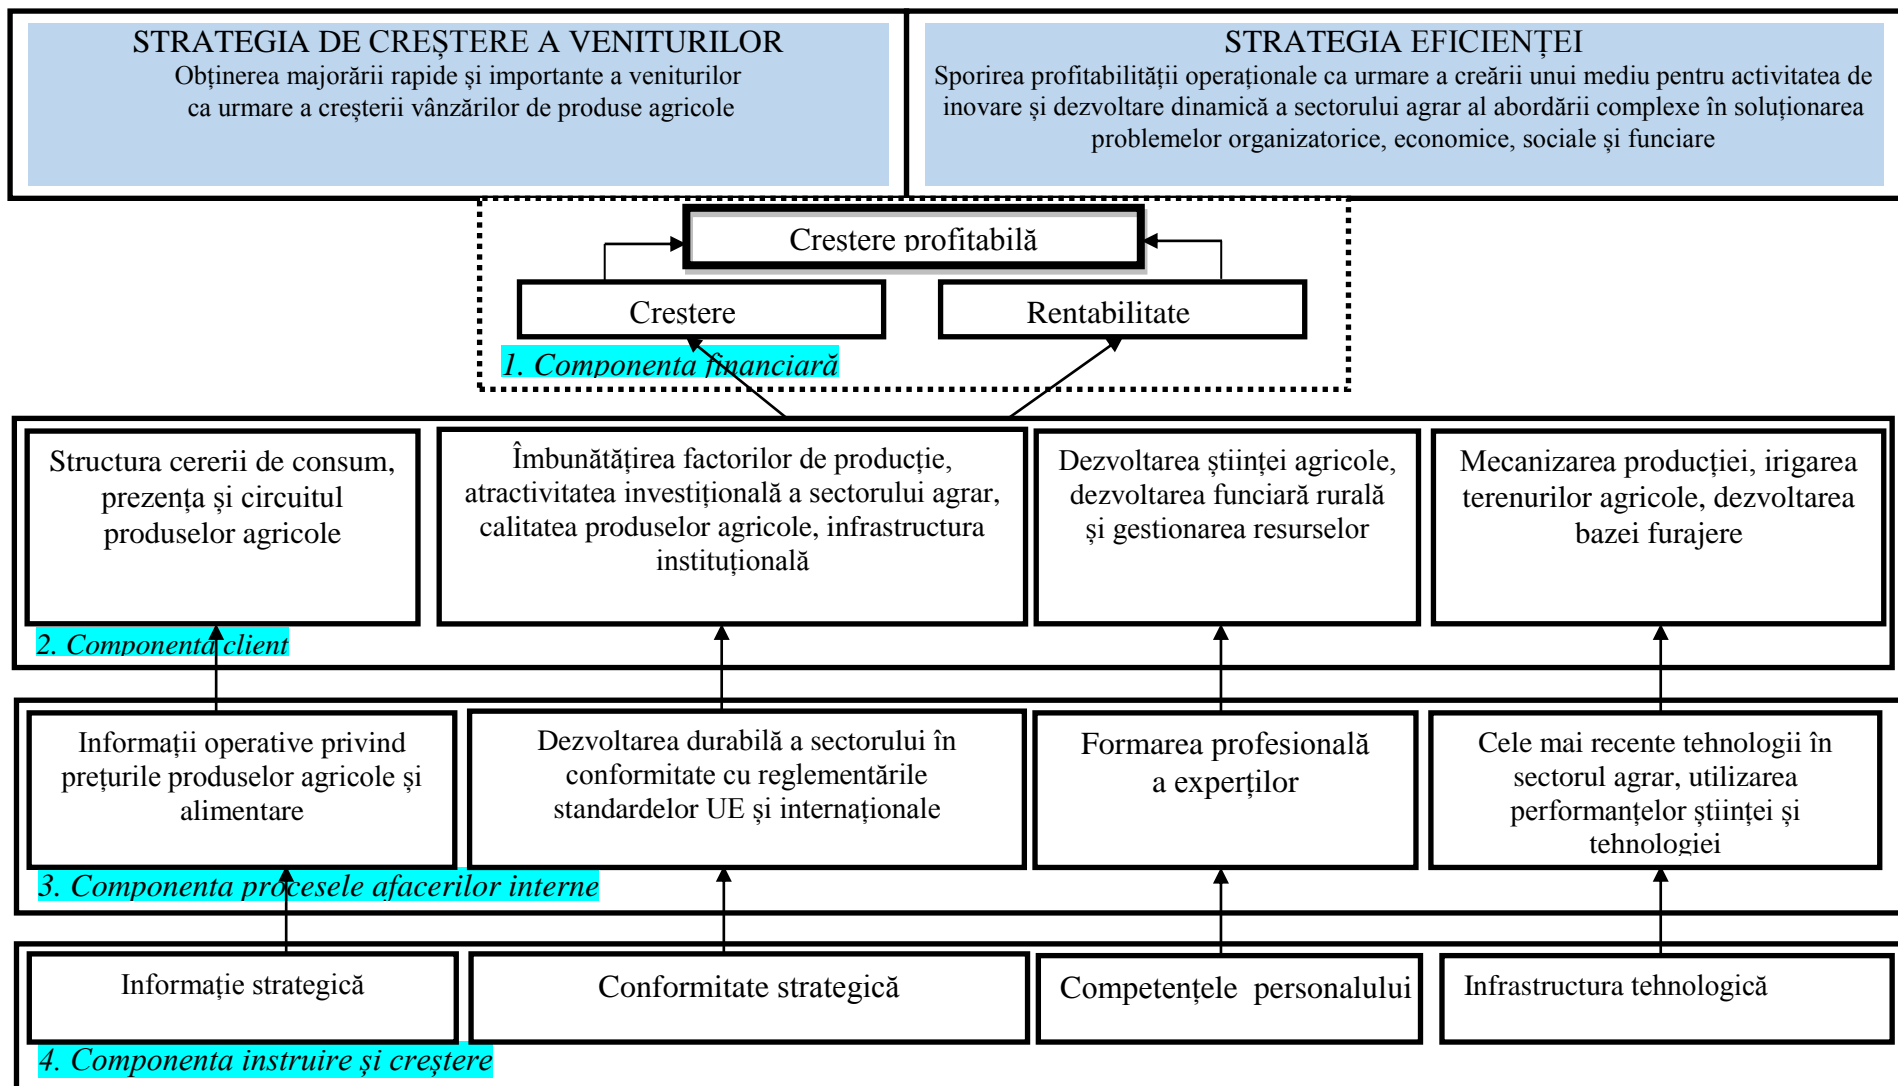 STRATEGIA DE CREȘTERE A VENITURILOR
Obținerea majorării rapide și importante a veniturilor
ca urmare a creșterii vânzărilor de produse agricole
STRATEGIA EFICIENȚEI
Sporirea profitabilității operaționale ca urmare a creării unui mediu pentru activitatea de
inovare și dezvoltare dinamică a sectorului agrar al abordării complexe în soluționarea
problemelor organizatorice, economice, sociale și funciare
Creștere profitabilă
Creștere
Rentabilitate
1. Componenta financiară
Structura cererii de consum,
prezența și circuitul
produselor agricole
Îmbunătățirea factorilor de producție,
atractivitatea investițională a sectorului agrar,
calitatea produselor agricole, infrastructura
instituțională
Dezvoltarea științei agricole,
dezvoltarea funciară rurală
și gestionarea resurselor
Mecanizarea producției, irigarea
terenurilor agricole, dezvoltarea
bazei furajere
2. Componenta client
Informații operative privind
prețurile produselor agricole și
alimentare
Dezvoltarea durabilă a sectorului în
conformitate cu reglementările
standardelor UE și internaționale
Formarea profesională
a experților
Cele mai recente tehnologii în
sectorul agrar, utilizarea
performanțelor științei și
tehnologiei
3. Componenta procesele afacerilor interne
Informație strategică
Conformitate strategică
Competențele personalului
Infrastructura tehnologică
4. Componenta instruire și creștere